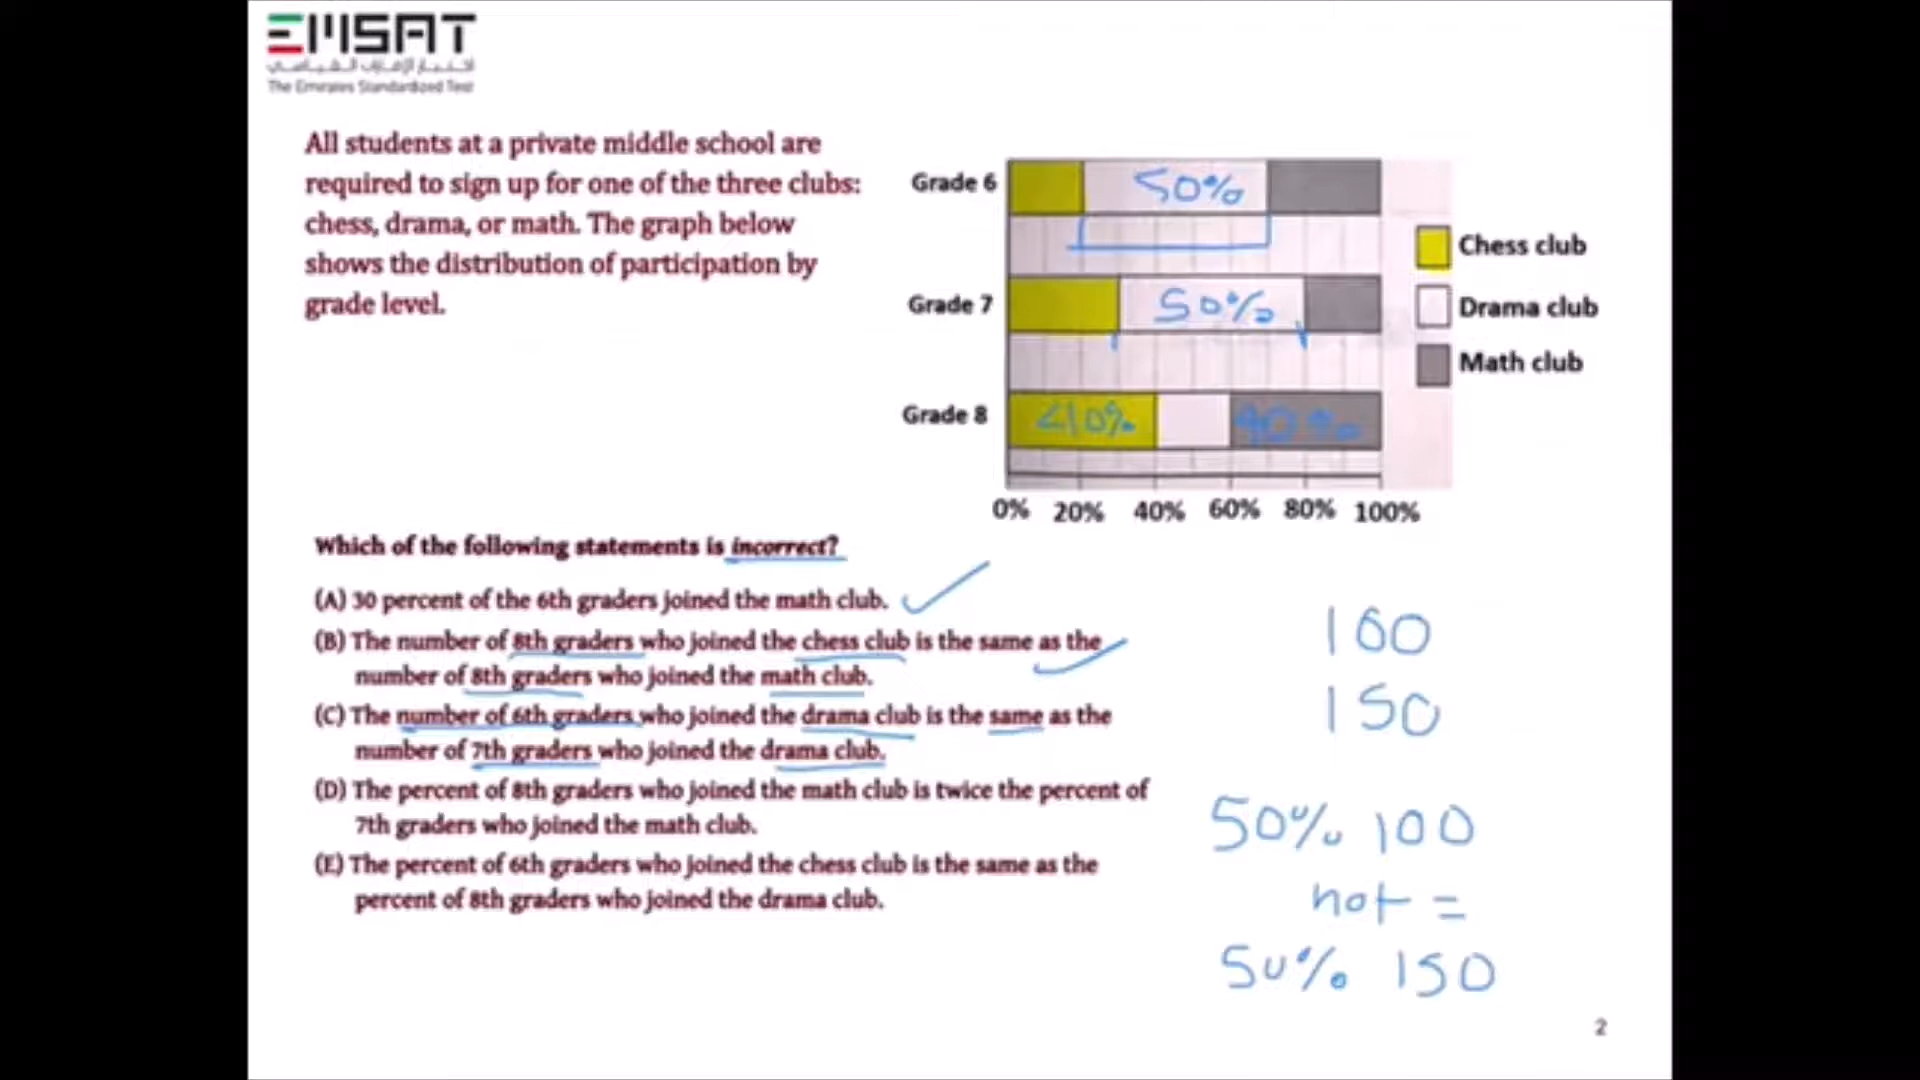 EMSAT
The Emirates Standardized Test
All students at a private middle school are
required to sign up for one of the three clubs:
chess, drama, or math. The graph below
shows the distribution of participation by
grade level.
Grade 6
50%
Grade 7
50%
Grade 8
40%
40%
0% 20% 40% 60% 80% 100%
Chess club
Drama club
Math club
Which of the following statements is incorrect?
(A) 30 percent of the 6th graders joined the math club.
(B) The number of 8th graders who joined the chess club is the same as the
number of 8th graders who joined the math club.
(C) The number of 6th graders who joined the drama club is the same as the
number of 7th graders who joined the drama club.
(D) The percent of 8th graders who joined the math club is twice the percent of
7th graders who joined the math club.
(E) The percent of 6th graders who joined the chess club is the same as the
percent of 8th graders who joined the drama club.
100
150
50% 100
not =
50% 150
2